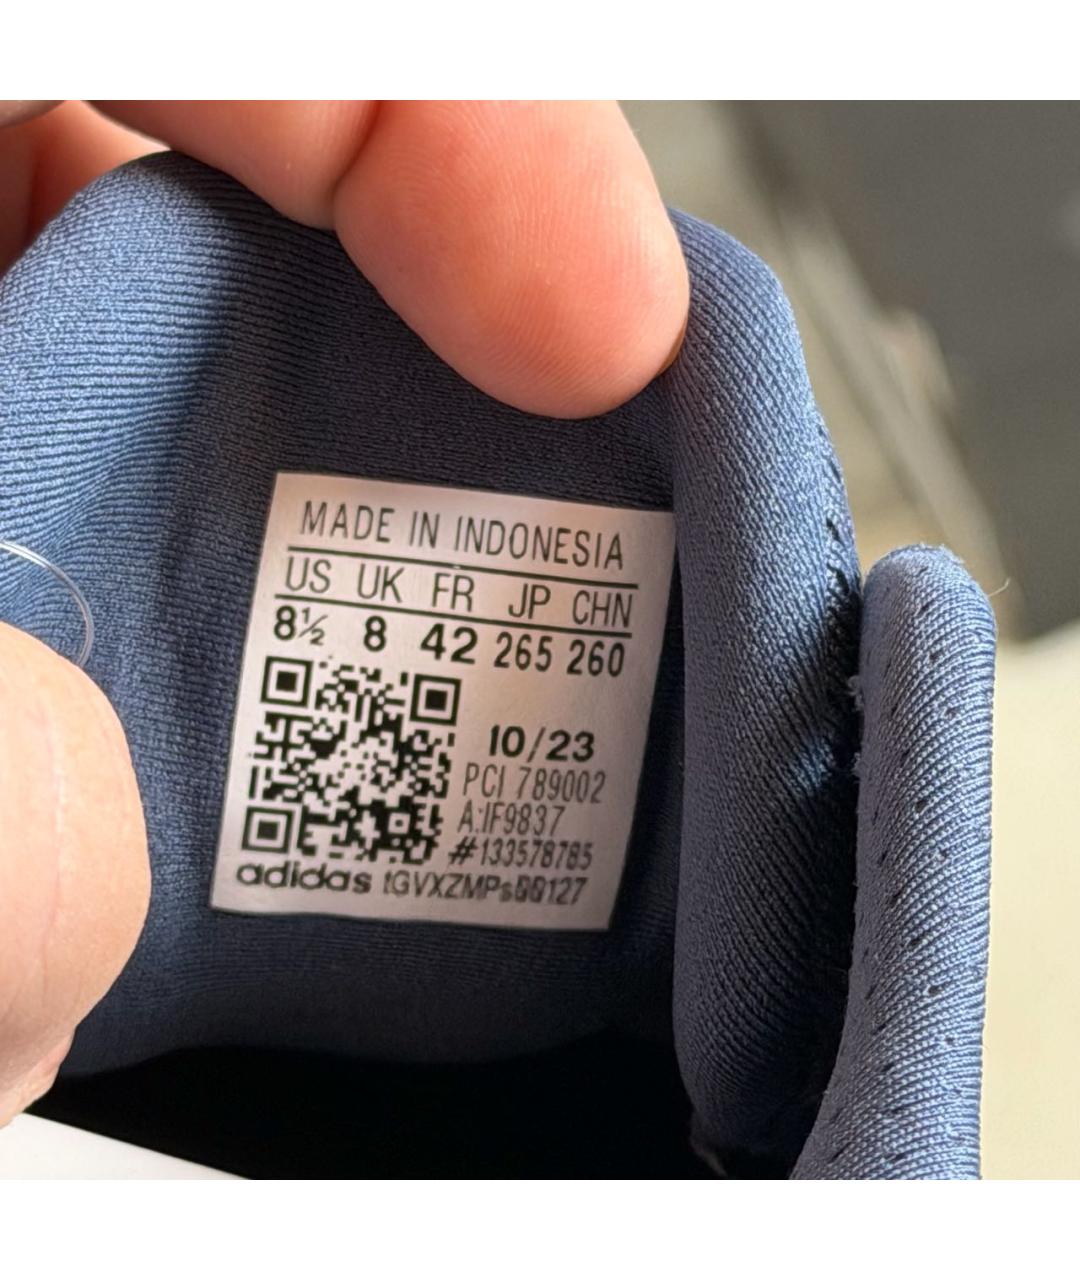 MADE IN INDONESIA
US UK FR JP CHN
8½ 8 42 265 260
10/23
PCI 789002
A:IF9837
#133578785
adidas